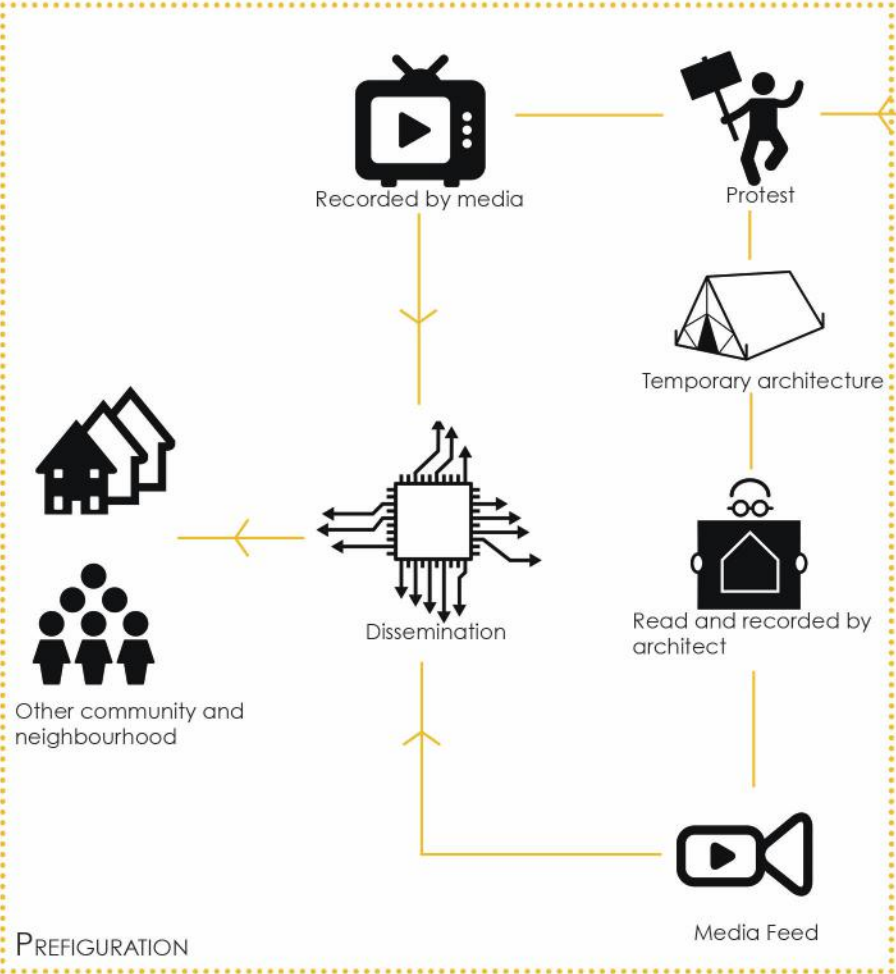 Recorded by media
Protest
Temporary architecture
Dissemination
Read and recorded by
architect
Other community and
neighbourhood
Media Feed
PREFIGURATION